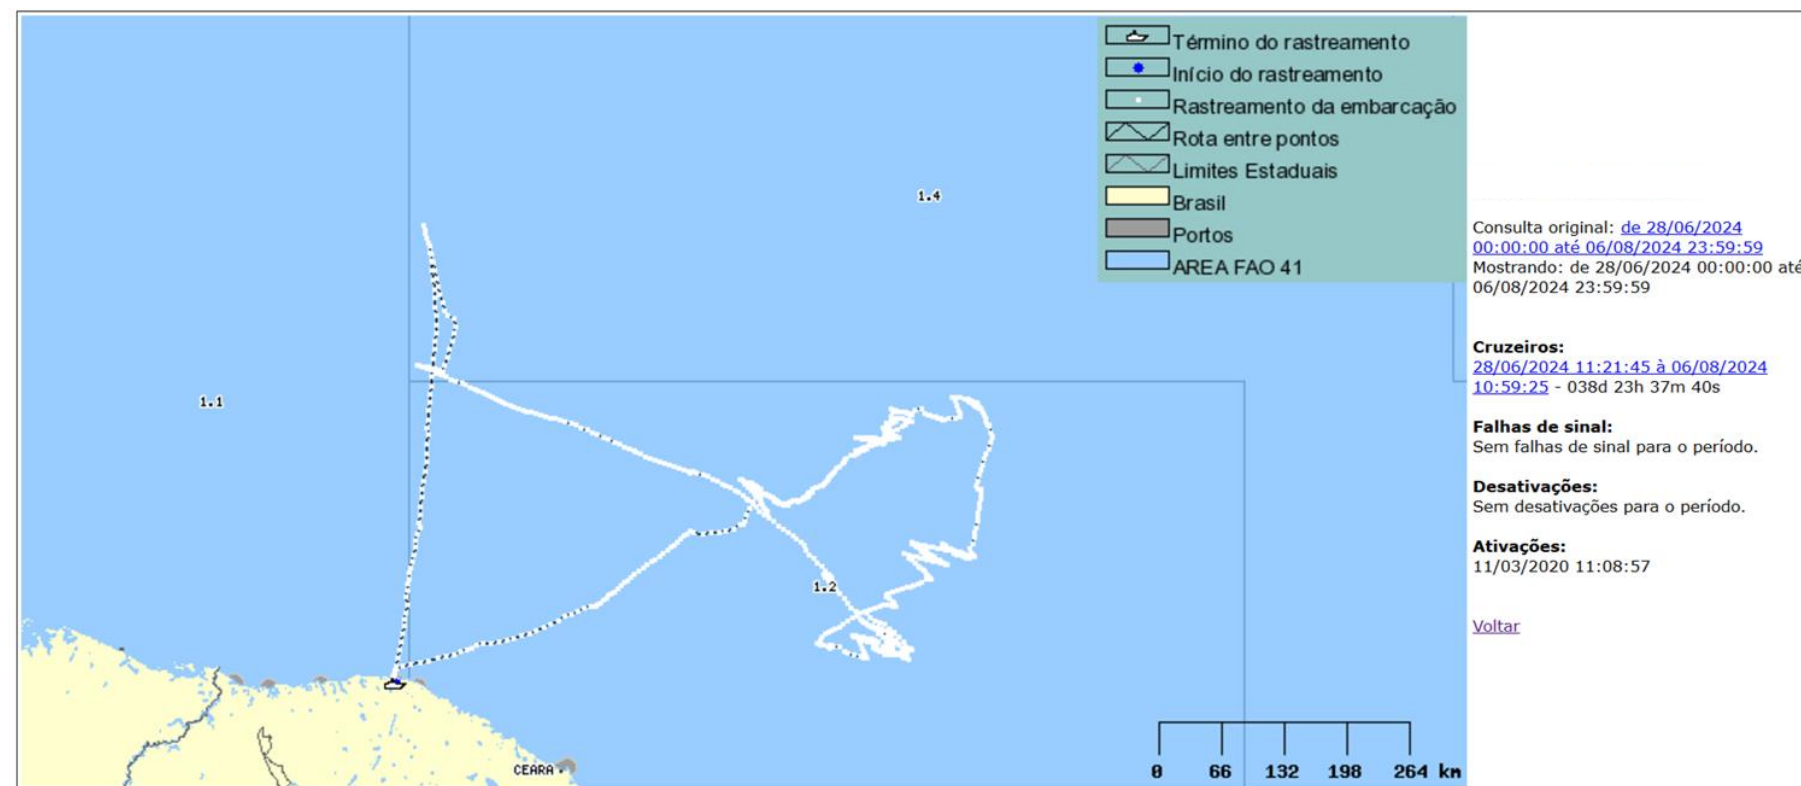 Término do rastreamento
Início do rastreamento
Rastreamento da embarcação
Rota entre pontos
Limites Estaduais
Brasil
Portos
AREA FAO 41
1.4
1.1
1.2
CEARA
0 66 132 198 264 km
Consulta original: de 28/06/2024
00:00:00 até 06/08/2024 23:59:59
Mostrando: de 28/06/2024 00:00:00 até
06/08/2024 23:59:59
Cruzeiros:
28/06/2024 11:21:45 à 06/08/2024
10:59:25 - 038d 23h 37m 40s
Falhas de sinal:
Sem falhas de sinal para o período.
Desativações:
Sem desativações para o período.
Ativações:
11/03/2020 11:08:57
Voltar